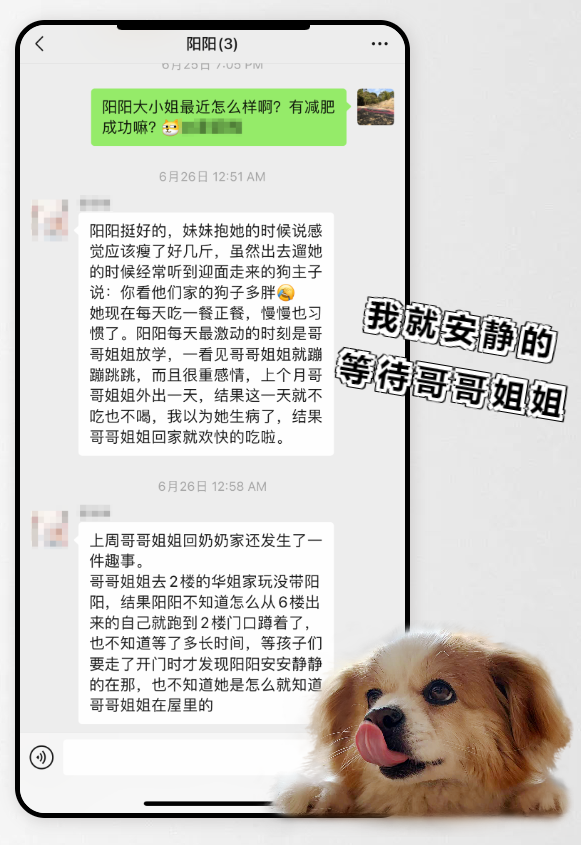 阳阳(3)
6月25日 7:05 PM
阳阳大小姐最近怎么样啊？有减肥
成功嘛？
6月26日 12:51 AM
阳阳挺好的，妹妹抱她的时候说感
觉应该瘦了好几斤，虽然出去遛她
的时候经常听到迎面走来的狗主子
说：你看他们家的狗子多胖
她现在每天吃一餐正餐，慢慢也习
惯了。阳阳每天最激动的时刻是哥
哥姐姐放学，一看见哥哥姐姐就蹦
蹦跳跳，而且很重感情，上个月哥
哥姐姐外出一天，结果这一天就不
吃也不喝，我以为她生病了，结果
哥哥姐姐回家就欢快的吃啦。
我就安静的
等待哥哥姐姐
6月26日 12:58 AM
上周哥哥姐姐回奶奶家还发生了一
件趣事。
哥哥姐姐去2楼的华姐家玩没带阳
阳，结果阳阳不知道怎么从6楼出
来的自己就跑到2楼门口蹲着了，
也不知道等了多长时间，等孩子们
要走了开门时才发现阳阳安安静静
的在那，也不知道她是怎么就知道
哥哥姐姐在屋里的